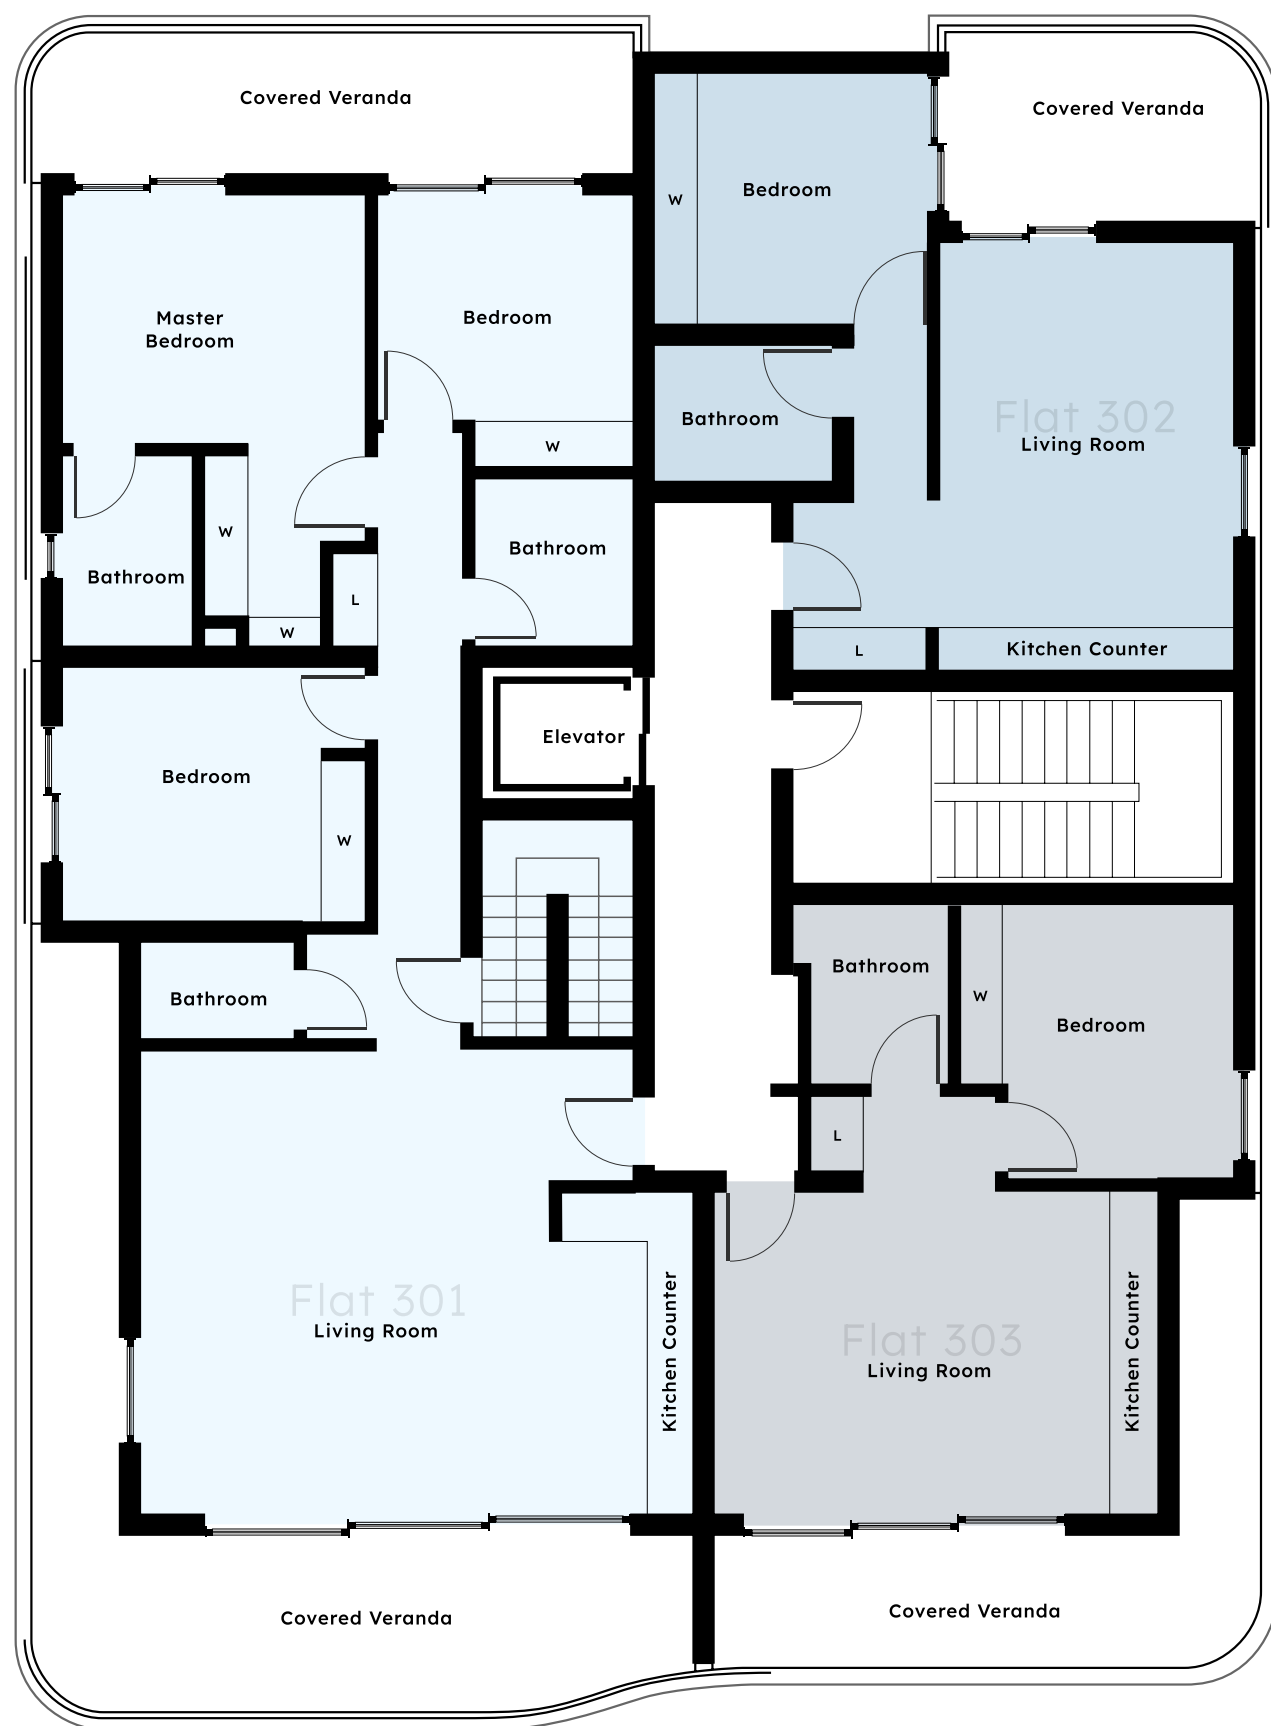 Covered Veranda
Covered Veranda
Bedroom
W
Master
Bedroom
Bedroom
Flat 302
Living Room
Bathroom
W
W
Bathroom
Bathroom
L
W
L
Kitchen Counter
Elevator
Bedroom
W
Bathroom
W
Bedroom
Bathroom
L
Flat 301
Living Room
Kitchen Counter
Flat 303
Living Room
Kitchen Counter
Covered Veranda
Covered Veranda